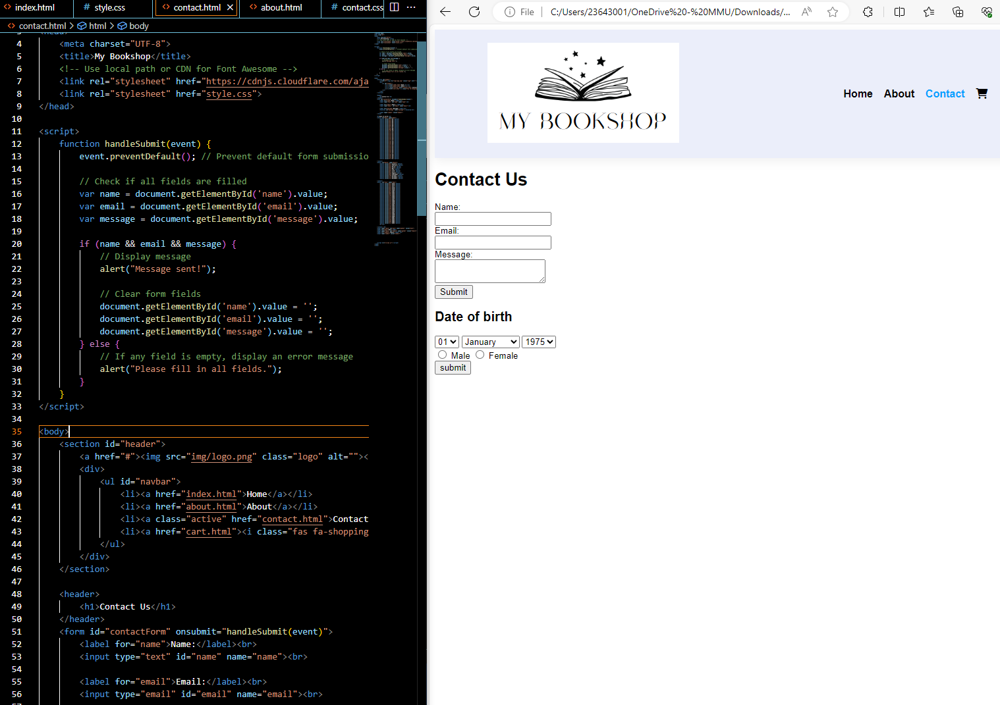 index.html style.css contact.html about.html contact.css
contact.html > html > body
<head>
4 <meta charset="UTF-8">
5 <title>My Bookshop</title>
6 <!-- Use local path or CDN for Font Awesome -->
7 <link rel="stylesheet" href="https://cdnjs.cloudflare.com/aja
8 <link rel="stylesheet" href="style.css">
9 </head>
10
11 <script>
12 function handleSubmit(event) {
13 event.preventDefault(); // Prevent default form submissio
14
15 // Check if all fields are filled
16 var name = document.getElementById('name').value;
17 var email = document.getElementById('email').value;
18 var message = document.getElementById('message').value;
19
20 if (name && email && message) {
21 // Display message
22 alert("Message sent!");
23
24 // Clear form fields
25 document.getElementById('name').value = '';
26 document.getElementById('email').value = '';
27 document.getElementById('message').value = '';
28 } else {
29 // If any field is empty, display an error message
30 alert("Please fill in all fields.");
31 }
32 }
33 </script>
34
35 <body>
36 <section id="header">
37 <a href="#"><img src="img/logo.png" class="logo" alt=""><
38 <div>
39 <ul id="navbar">
40 <li><a href="index.html">Home</a></li>
41 <li><a href="about.html">About</a></li>
42 <li><a class="active" href="contact.html">Contact
43 <li><a href="cart.html"><i class="fas fa-shopping
44 </ul>
45 </div>
46 </section>
47
48 <header>
49 <h1>Contact Us</h1>
50 </header>
51 <form id="contactForm" onsubmit="handleSubmit(event)">
52 <label for="name">Name:</label><br>
53 <input type="text" id="name" name="name"><br>
54
55 <label for="email">Email:</label><br>
56 <input type="email" id="email" name="email"><br>
File C:/Users/23643001/OneDrive%20-%20MMU/Downloads/...
MY BOOKSHOP
Home About Contact
Contact Us
Name:
Email:
Message:
Submit
Date of birth
01 January 1975
Male Female
submit